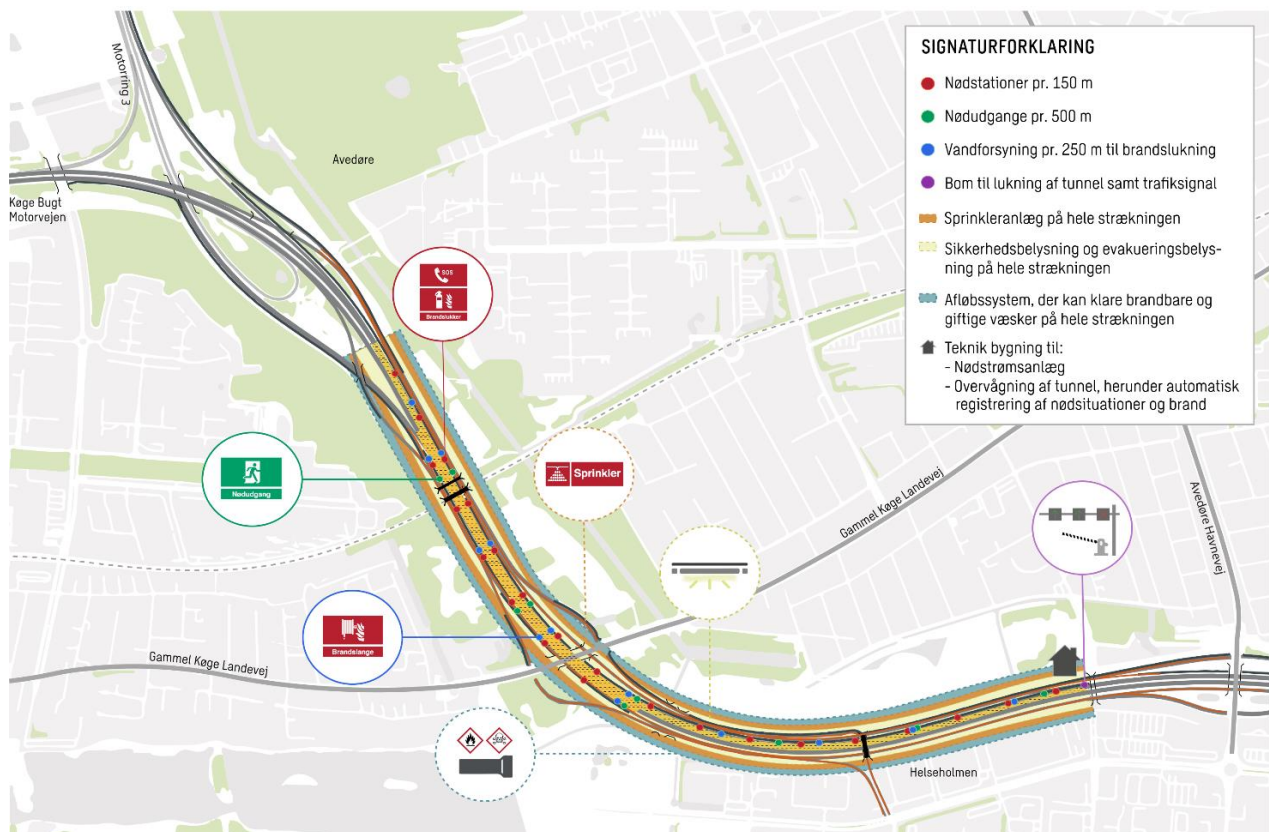 SIGNATURFORKLARING
Nødstationer pr. 150 m
Nødudgange pr. 500 m
Vandforsyning pr. 250 m til brandslukning
Bom til lukning af tunnel samt trafiksignal
Sprinkleranlæg på hele strækningen
Sikkerhedsbelysning og evakueringsbelys-
ning på hele strækningen
Afløbssystem, der kan klare brandbare og
giftige væsker på hele strækningen
Teknik bygning til:
- Nødstrømsanlæg
- Overvågning af tunnel, herunder automatisk
registrering af nødsituationer og brand
Motorring 3
Avedøre
Køge Bugt
Motorvejen
SOS
Brandslukker
Nødudgang
Sprinkler
Gammel Køge Landevej
Avedøre Havnevej
Brandslange
Gammel Køge Landevej
Helseholmen